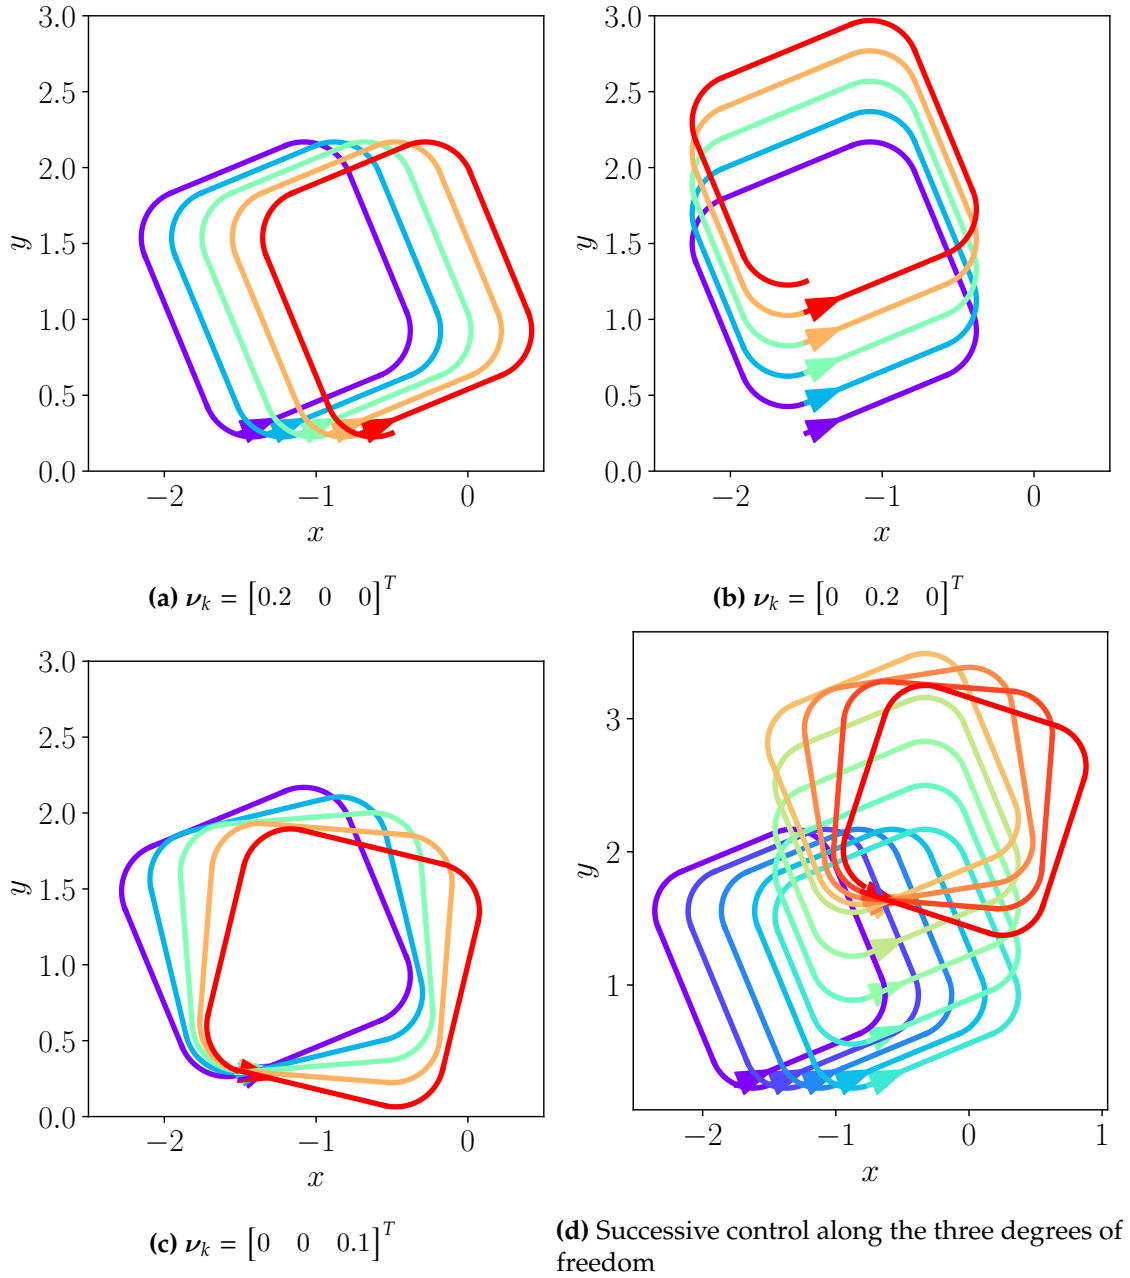 3.0
2.5
2.0
1.5
1.0
0.5
0.0
y
−2
−1
0
x
3.0
2.5
2.0
1.5
1.0
0.5
0.0
y
−2
−1
0
x
(a) 𝝂ₖ = [0.2 0 0]ᵀ
(b) 𝝂ₖ = [0 0.2 0]ᵀ
3.0
2.5
2.0
1.5
1.0
0.5
0.0
y
−2
−1
0
x
3
2
1
y
−2
−1
0
1
x
(c) 𝝂ₖ = [0 0 0.1]ᵀ
(d) Successive control along the three degrees of
freedom